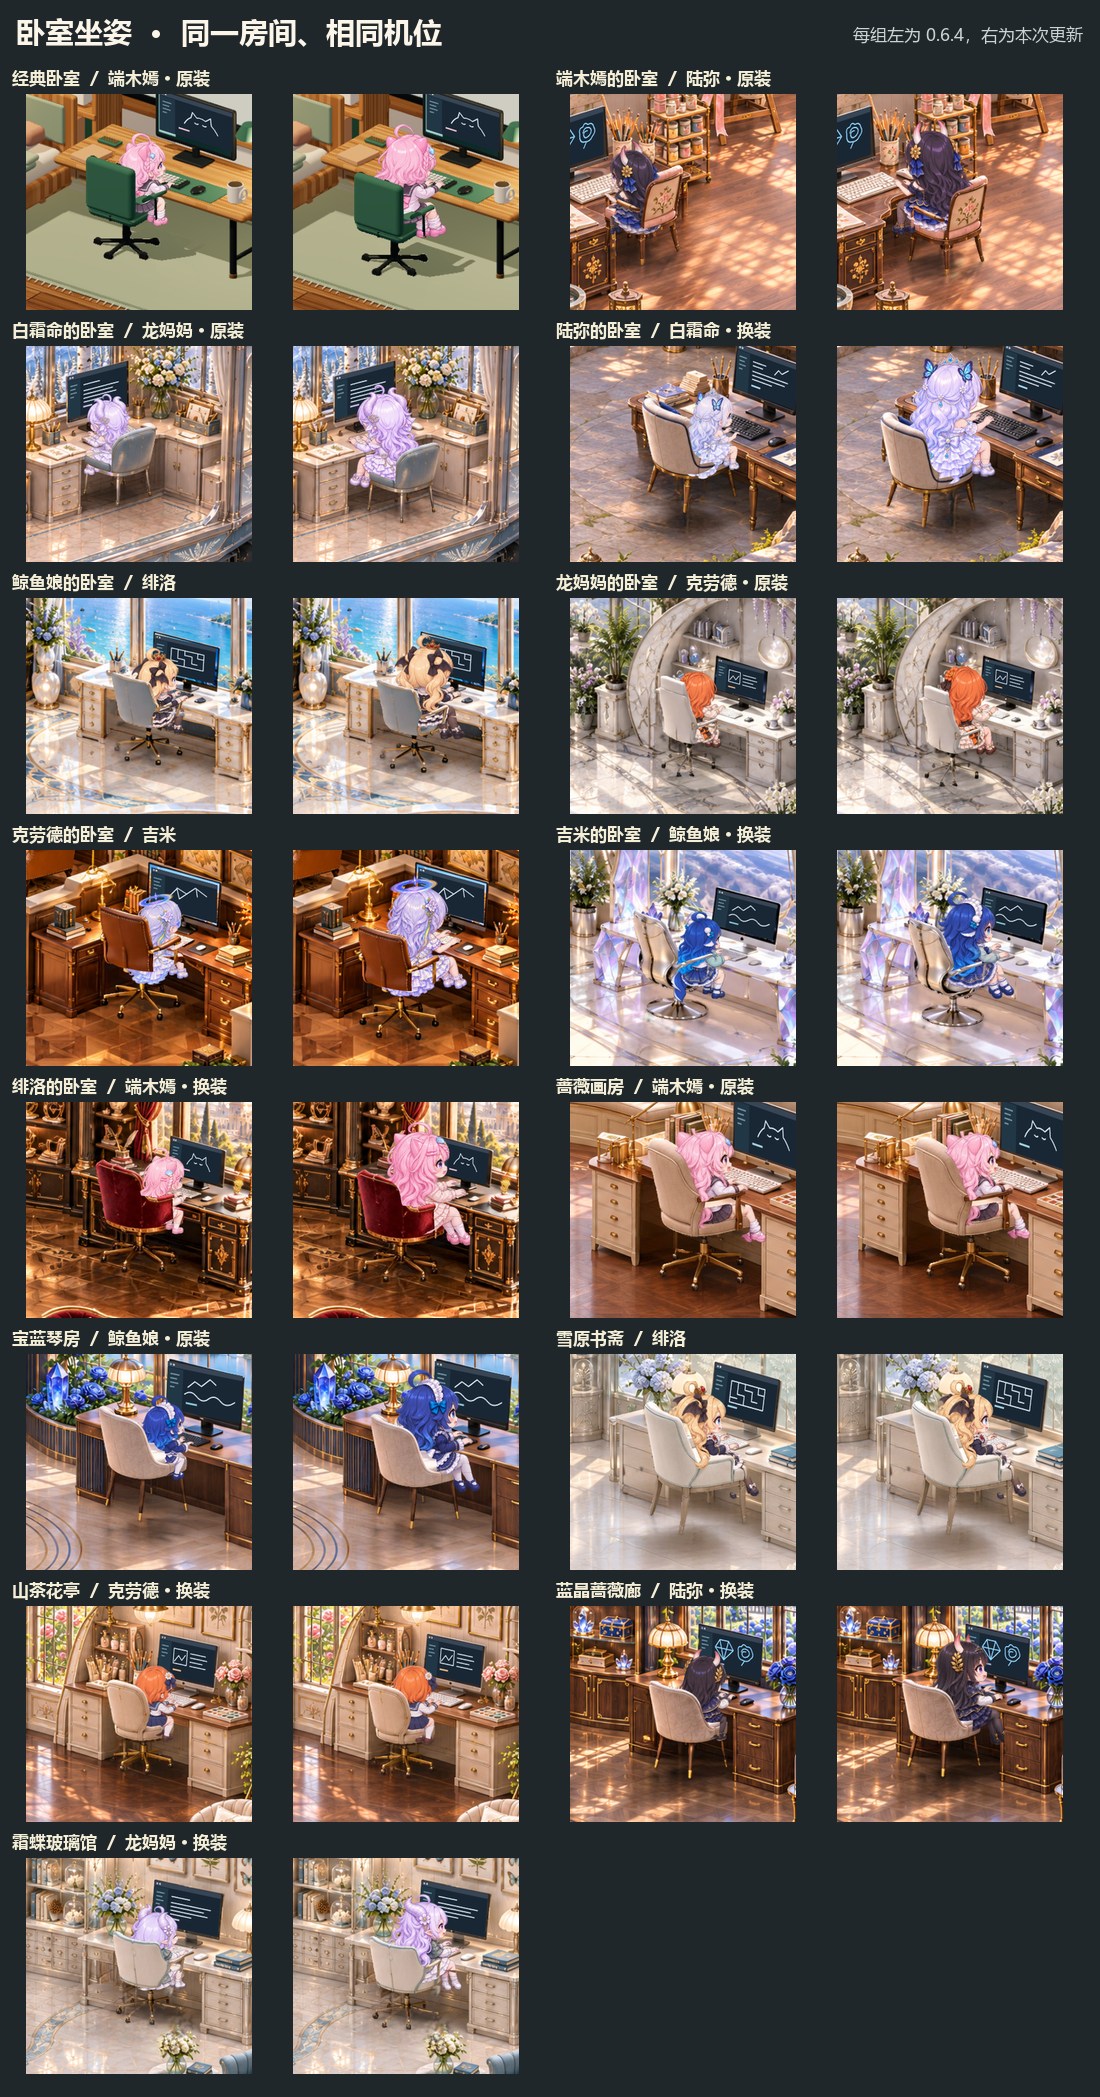 卧室坐姿 • 同一房间、相同机位
每组左为 0.6.4，右为本次更新
经典卧室 / 端木嫣•原装
端木嫣的卧室 / 陆弥•原装
白霜命的卧室 / 龙妈妈•原装
陆弥的卧室 / 白霜命•换装
鲸鱼娘的卧室 / 绯洛
龙妈妈的卧室 / 克劳德•原装
克劳德的卧室 / 吉米
吉米的卧室 / 鲸鱼娘•换装
绯洛的卧室 / 端木嫣•换装
蔷薇画房 / 端木嫣•原装
宝蓝琴房 / 鲸鱼娘•原装
雪原书斋 / 绯洛
山茶花亭 / 克劳德•换装
蓝晶蔷薇廊 / 陆弥•换装
霜蝶玻璃馆 / 龙妈妈•换装